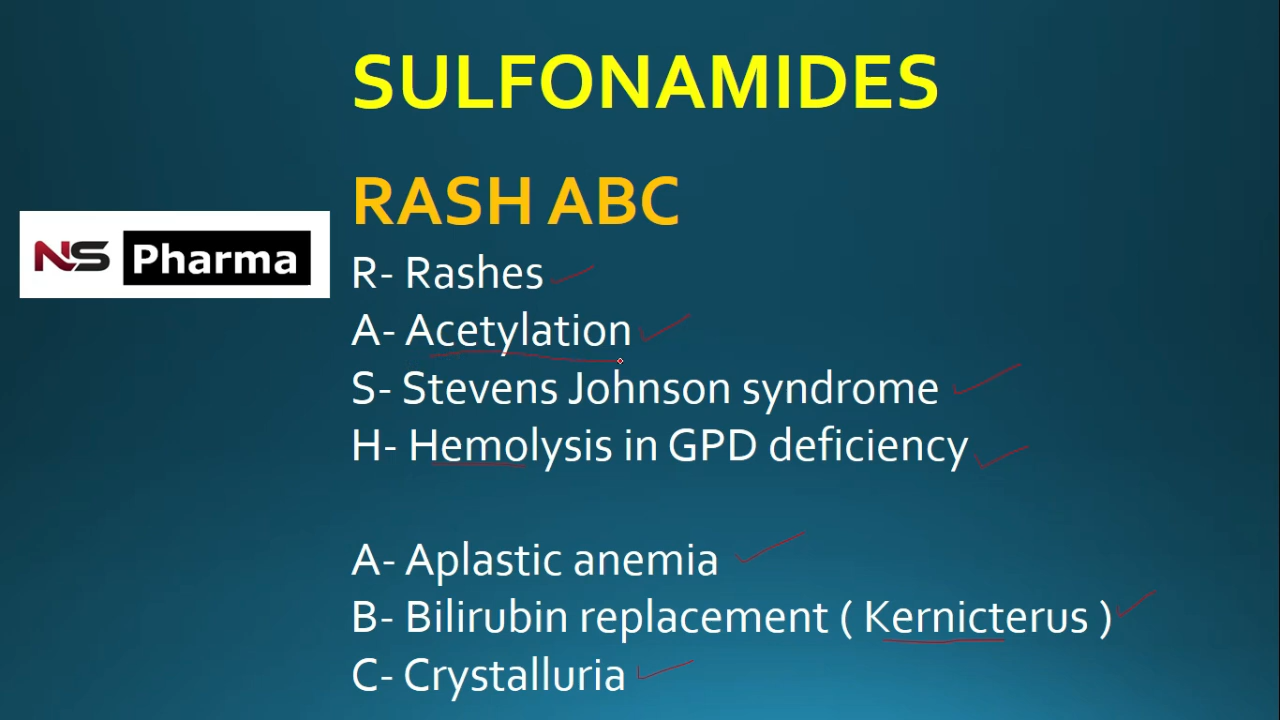 SULFONAMIDES
RASH ABC
NS Pharma
R- Rashes
A- Acetylation
S- Stevens Johnson syndrome
H- Hemolysis in GPD deficiency
A- Aplastic anemia
B- Bilirubin replacement ( Kernicterus )
C- Crystalluria